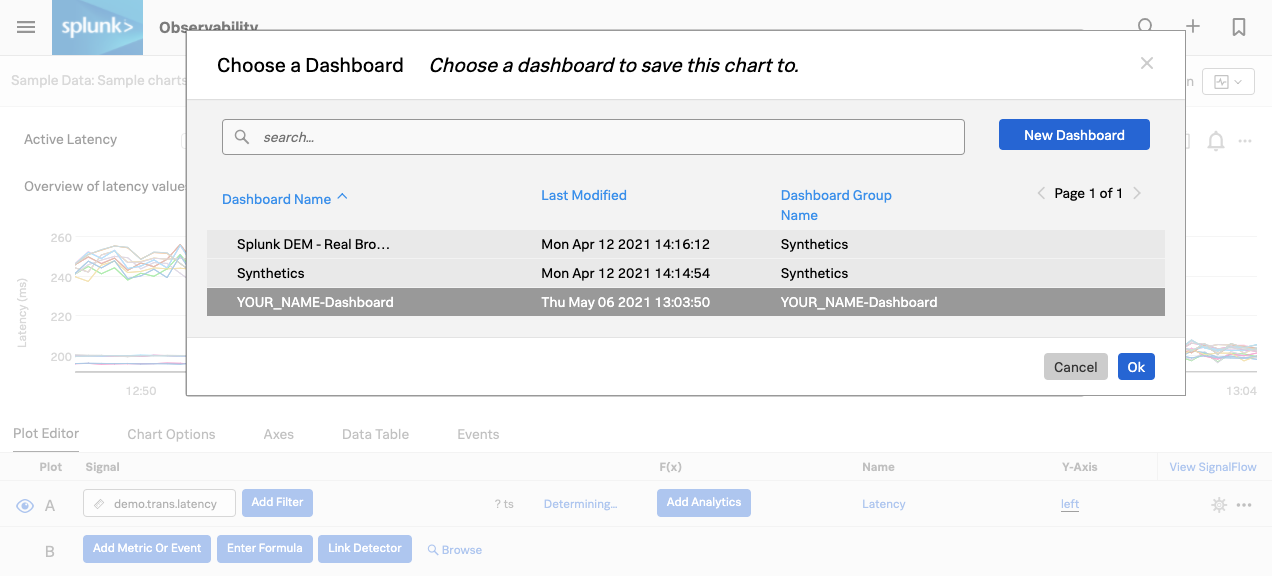 splunk>
Observability
Sample Data: Sample charts
Choose a Dashboard Choose a dashboard to save this chart to.
search...
New Dashboard
Dashboard Name Last Modified Dashboard Group Name Page 1 of 1
Splunk DEM - Real Bro... Mon Apr 12 2021 14:16:12 Synthetics
Synthetics Mon Apr 12 2021 14:14:54 Synthetics
YOUR_NAME-Dashboard Thu May 06 2021 13:03:50 YOUR_NAME-Dashboard
Cancel Ok
Active Latency
Overview of latency value
Latency (ms)
260
240
220
200
12:50 13:04
Plot Editor Chart Options Axes Data Table Events
Plot Signal F(x) Name Y-Axis View SignalFlow
A demo.trans.latency Add Filter ? ts Determining... Add Analytics Latency left
B Add Metric Or Event Enter Formula Link Detector Browse